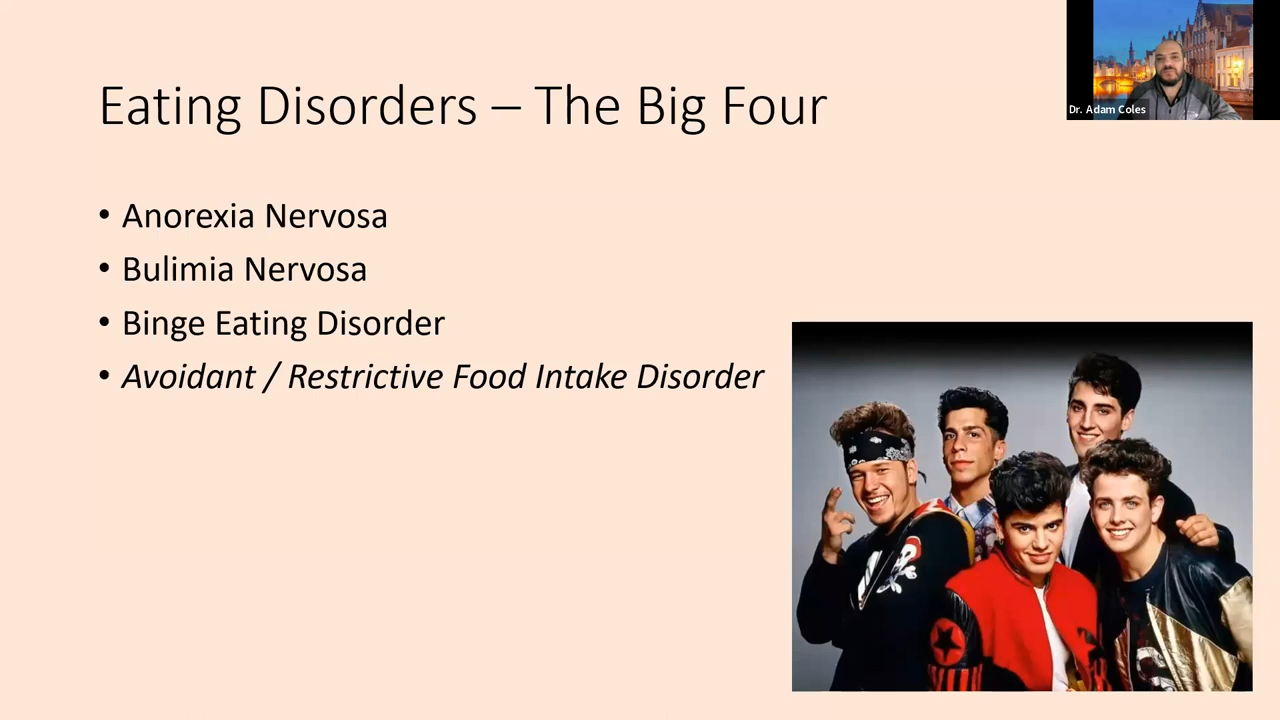 Eating Disorders – The Big Four
Dr. Adam Coles
• Anorexia Nervosa
• Bulimia Nervosa
• Binge Eating Disorder
• Avoidant / Restrictive Food Intake Disorder